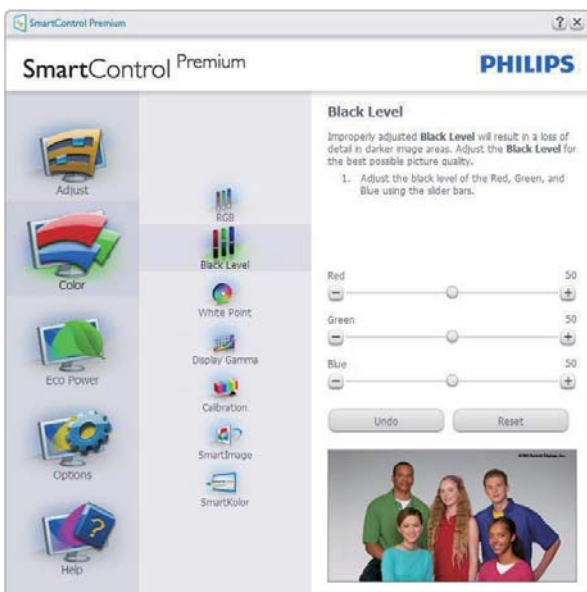 SmartControl Premium
SmartControl Premium
PHILIPS
Adjust
Color
Eco Power
Options
Help
RGB
Black Level
White Point
Display Gamma
Calibration
SmartImage
SmartKolor
Black Level
Improperly adjusted Black Level will result in a loss of
detail in darker image areas. Adjust the Black Level for
the best possible picture quality.
1. Adjust the black level of the Red, Green, and
Blue using the slider bars.
Red 50
Green 50
Blue 50
Undo Reset